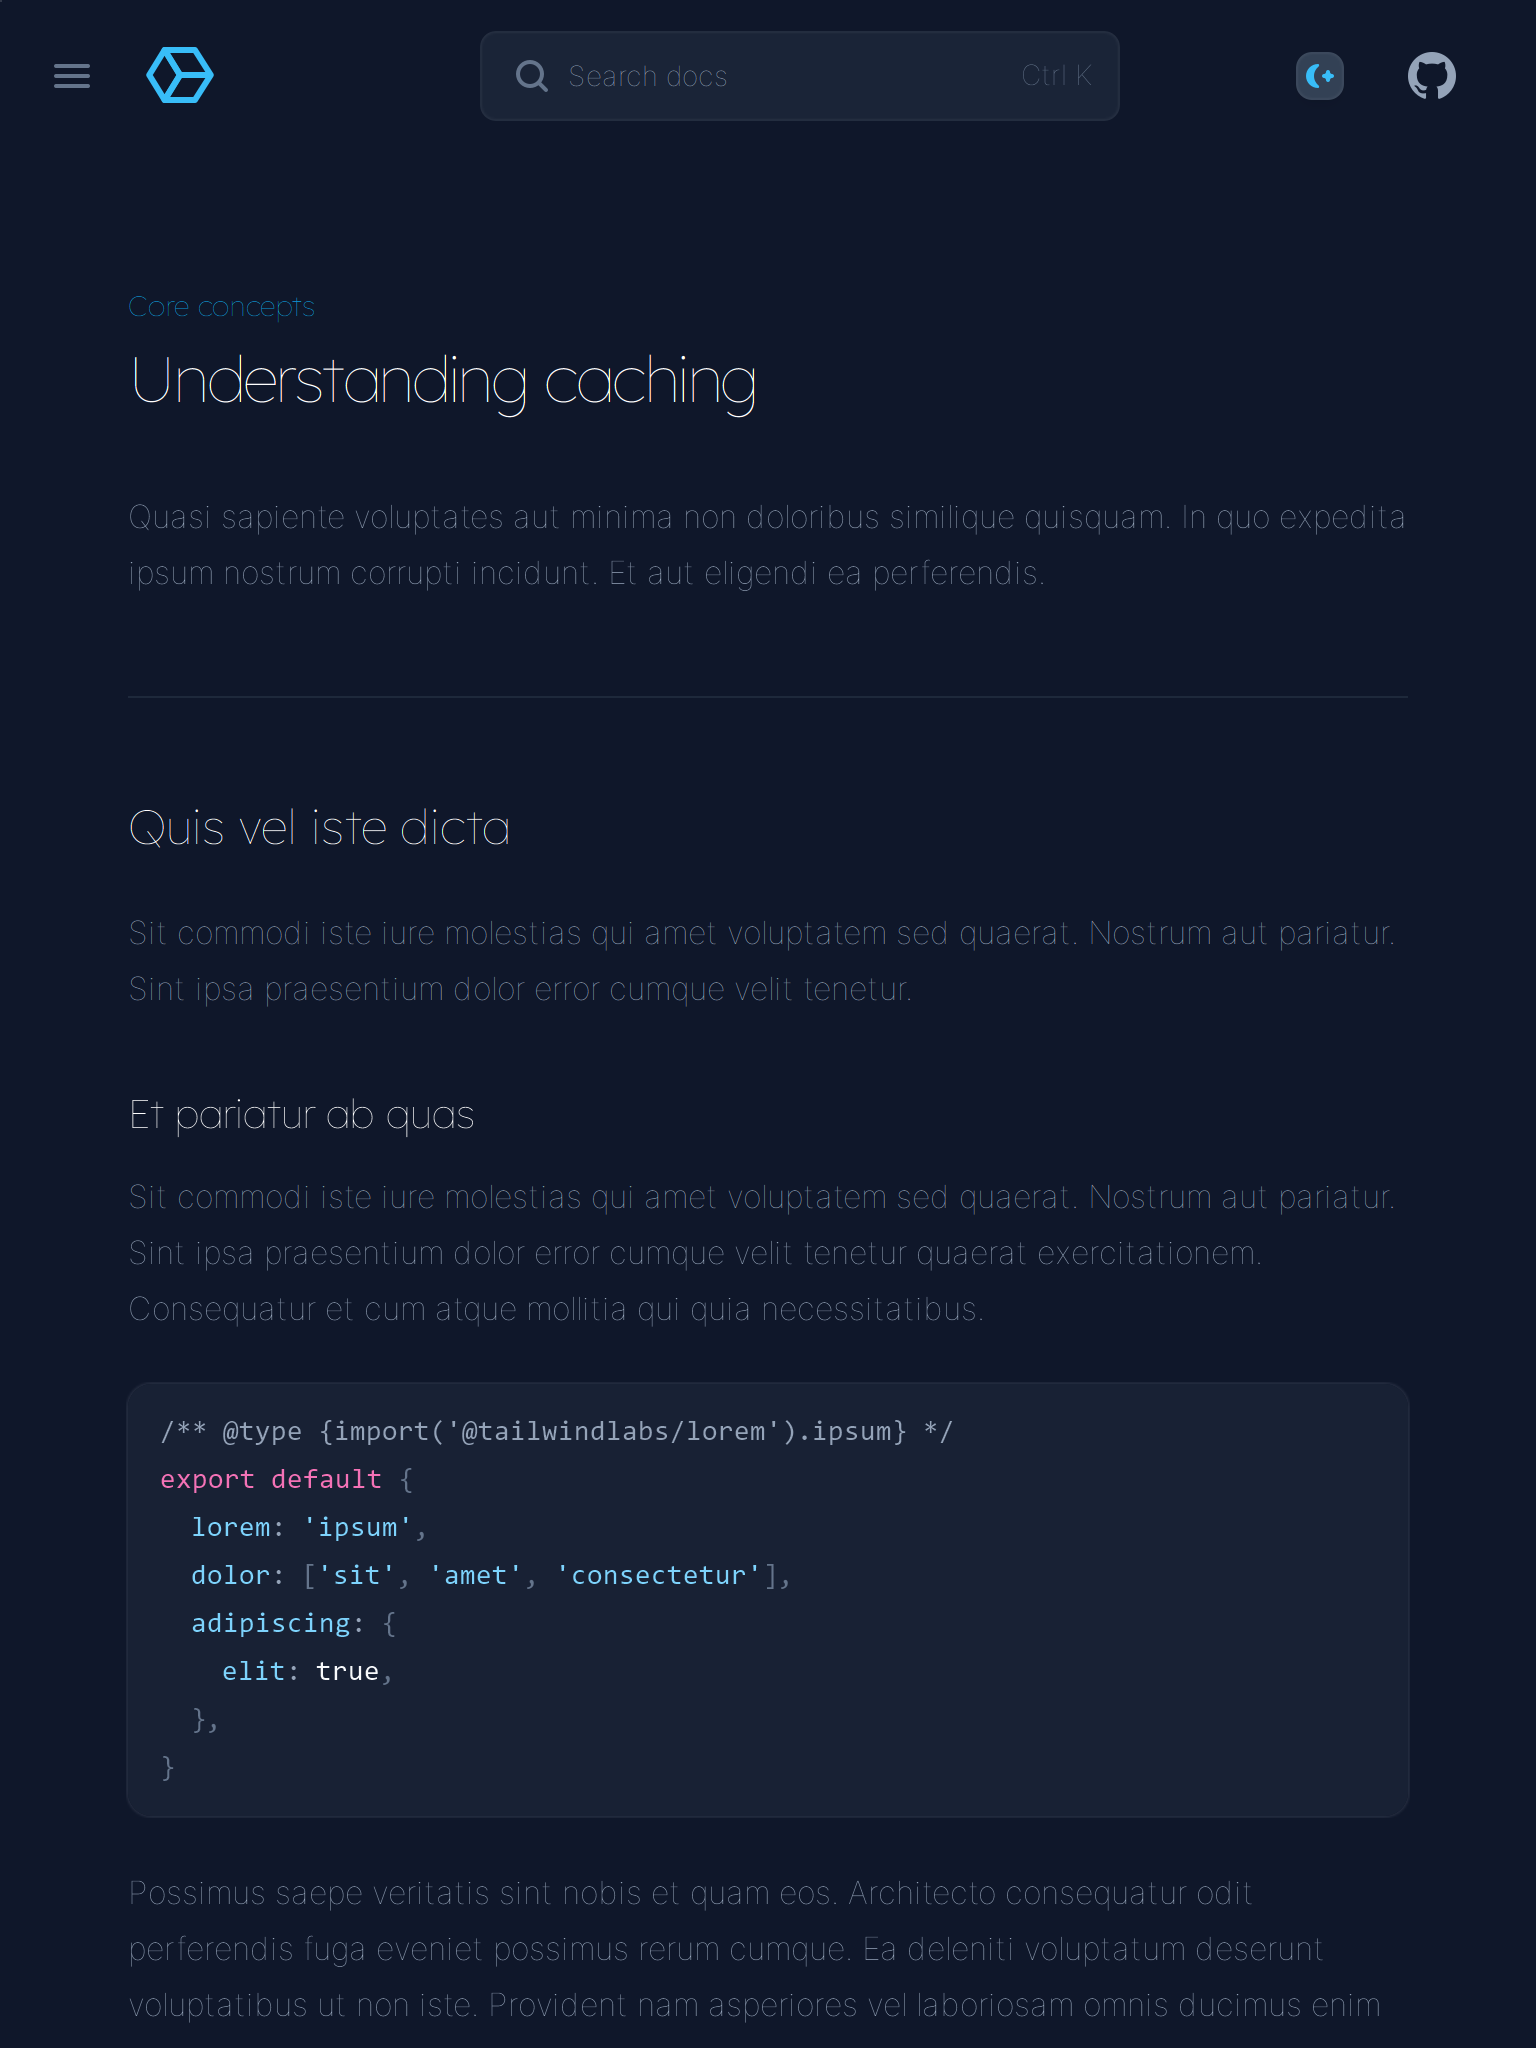 Search docs
Ctrl K
Core concepts
Understanding caching
Quasi sapiente voluptates aut minima non doloribus similique quisquam. In quo expedita
ipsum nostrum corrupti incidunt. Et aut eligendi ea perferendis.
Quis vel iste dicta
Sit commodi iste iure molestias qui amet voluptatem sed quaerat. Nostrum aut pariatur.
Sint ipsa praesentium dolor error cumque velit tenetur.
Et pariatur ab quas
Sit commodi iste iure molestias qui amet voluptatem sed quaerat. Nostrum aut pariatur.
Sint ipsa praesentium dolor error cumque velit tenetur quaerat exercitationem.
Consequatur et cum atque mollitia qui quia necessitatibus.
/** @type {import('@tailwindlabs/lorem').ipsum} */
export default {
  lorem: 'ipsum',
  dolor: ['sit', 'amet', 'consectetur'],
  adipiscing: {
    elit: true,
  },
}
Possimus saepe veritatis sint nobis et quam eos. Architecto consequatur odit
perferendis fuga eveniet possimus rerum cumque. Ea deleniti voluptatum deserunt
voluptatibus ut non iste. Provident nam asperiores vel laboriosam omnis ducimus enim